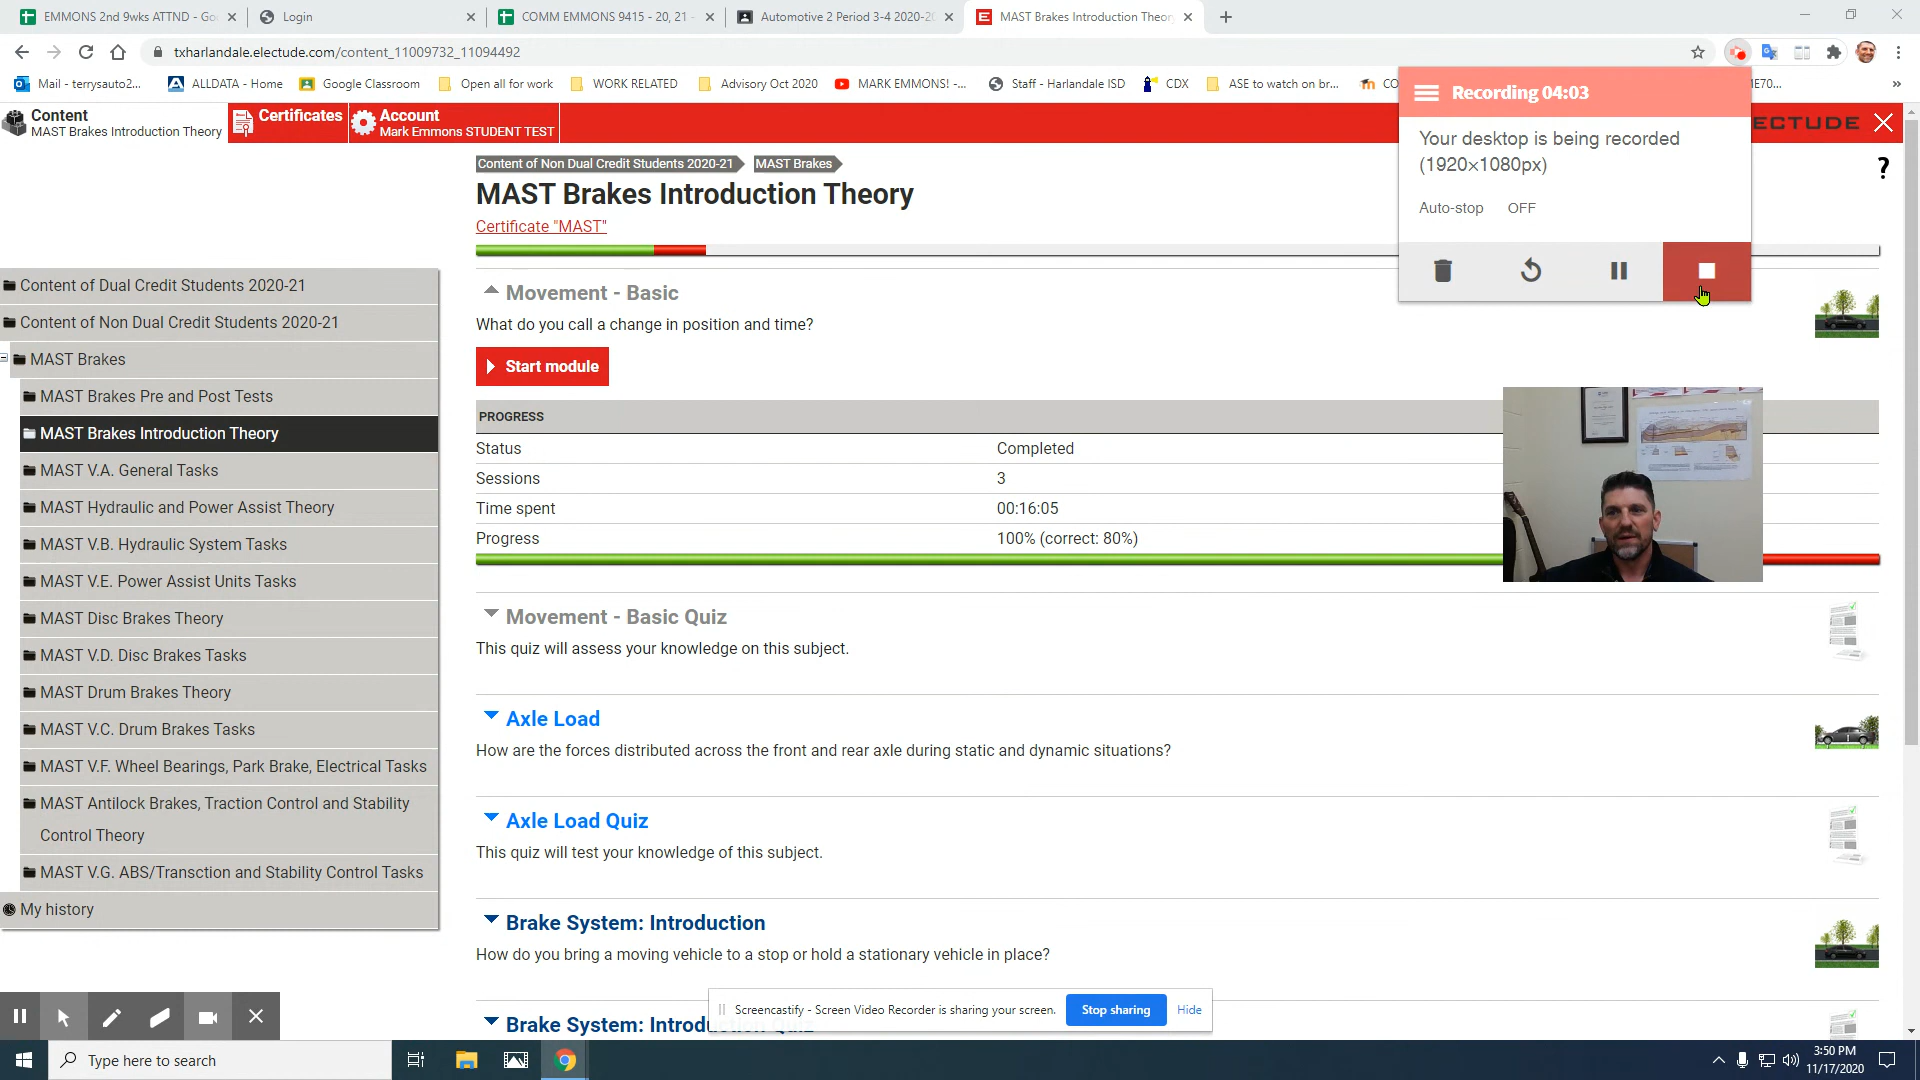 EMMONS 2nd 9wks ATTND - Go
Login
COMM EMMONS 9415 - 20, 21 -
Automotive 2 Period 3-4 2020-20
MAST Brakes Introduction Theory
txharlandale.electude.com/content_11009732_11094492
Mail - terrysauto2...
ALLDATA - Home
Google Classroom
Open all for work
WORK RELATED
Advisory Oct 2020
MARK EMMONS! -...
Staff - Harlandale ISD
CDX
ASE to watch on br...
CO
ME70...
Recording 04:03
Your desktop is being recorded
(1920×1080px)
Auto-stop OFF
Content
MAST Brakes Introduction Theory
Certificates
Account
Mark Emmons STUDENT TEST
ECTUDE
?
Content of Non Dual Credit Students 2020-21
MAST Brakes
MAST Brakes Introduction Theory
Certificate "MAST"
Content of Dual Credit Students 2020-21
Content of Non Dual Credit Students 2020-21
MAST Brakes
MAST Brakes Pre and Post Tests
MAST Brakes Introduction Theory
MAST V.A. General Tasks
MAST Hydraulic and Power Assist Theory
MAST V.B. Hydraulic System Tasks
MAST V.E. Power Assist Units Tasks
MAST Disc Brakes Theory
MAST V.D. Disc Brakes Tasks
MAST Drum Brakes Theory
MAST V.C. Drum Brakes Tasks
MAST V.F. Wheel Bearings, Park Brake, Electrical Tasks
MAST Antilock Brakes, Traction Control and Stability
Control Theory
MAST V.G. ABS/Transction and Stability Control Tasks
My history
Movement - Basic
What do you call a change in position and time?
Start module
PROGRESS
Status Completed
Sessions 3
Time spent 00:16:05
Progress 100% (correct: 80%)
Movement - Basic Quiz
This quiz will assess your knowledge on this subject.
Axle Load
How are the forces distributed across the front and rear axle during static and dynamic situations?
Axle Load Quiz
This quiz will test your knowledge of this subject.
Brake System: Introduction
How do you bring a moving vehicle to a stop or hold a stationary vehicle in place?
Brake System: Introduction Quiz
Screencastify - Screen Video Recorder is sharing your screen.
Stop sharing
Hide
Type here to search
3:50 PM
11/17/2020